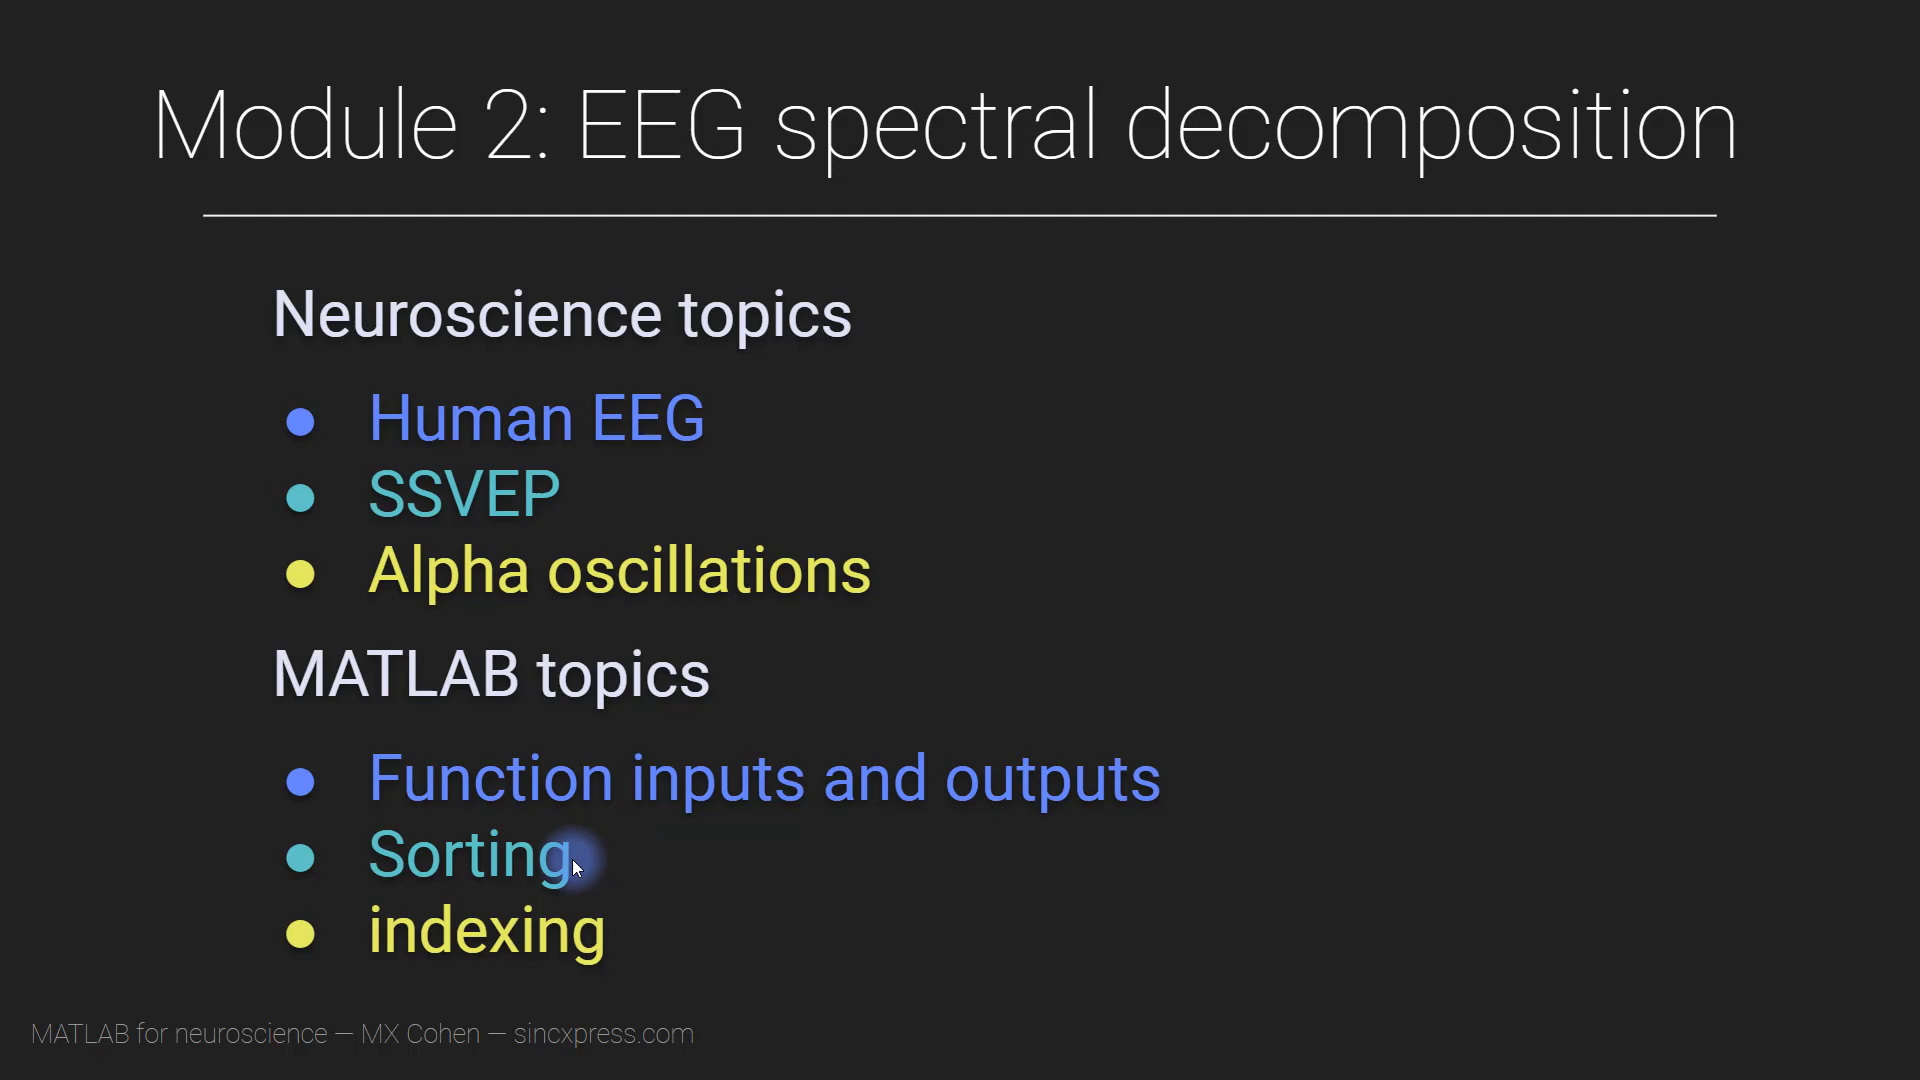 Module 2: EEG spectral decomposition
Neuroscience topics
● Human EEG
● SSVEP
● Alpha oscillations
MATLAB topics
● Function inputs and outputs
● Sorting
● indexing
MATLAB for neuroscience — MX Cohen — sincxpress.com